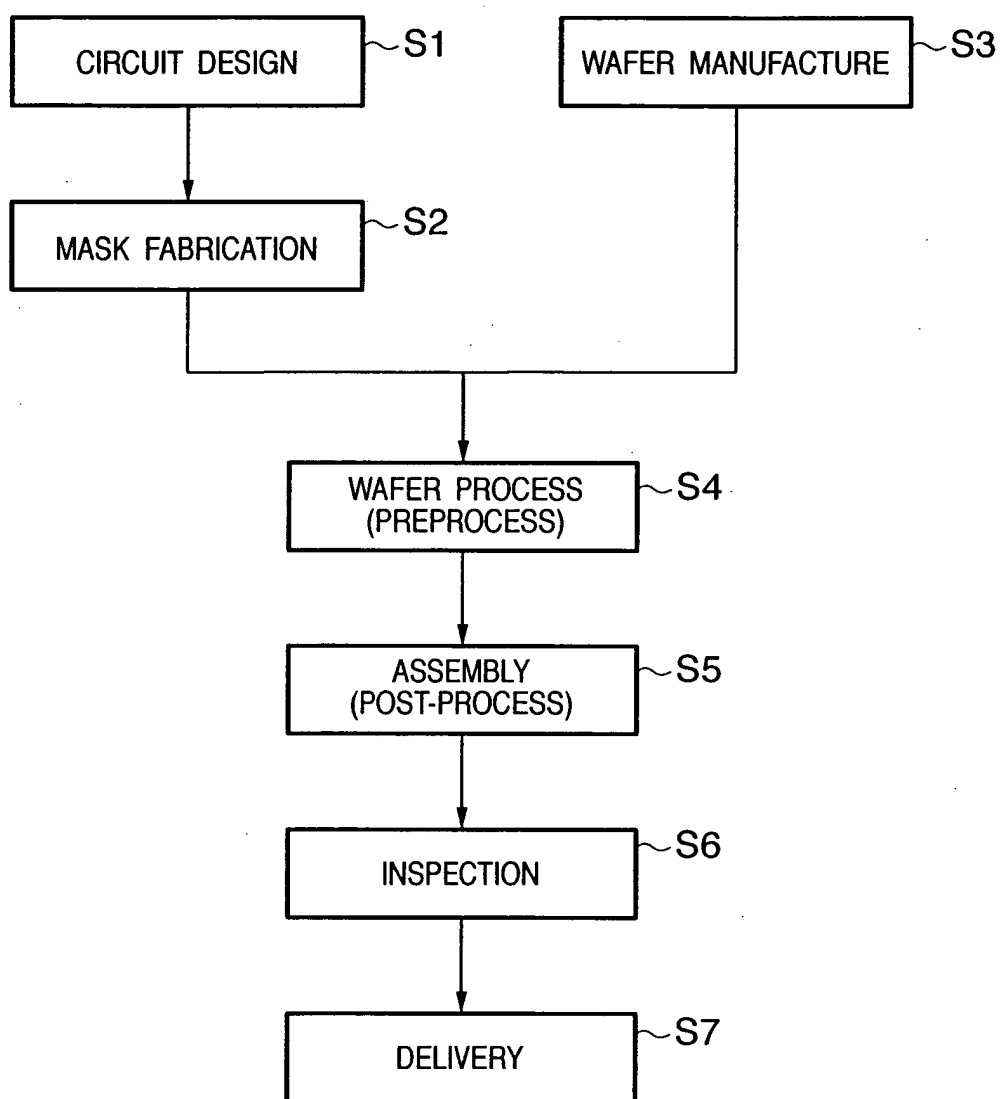 CIRCUIT DESIGN
S1
WAFER MANUFACTURE
S3
MASK FABRICATION
S2
WAFER PROCESS
(PREPROCESS)
S4
ASSEMBLY
(POST-PROCESS)
S5
INSPECTION
S6
DELIVERY
S7